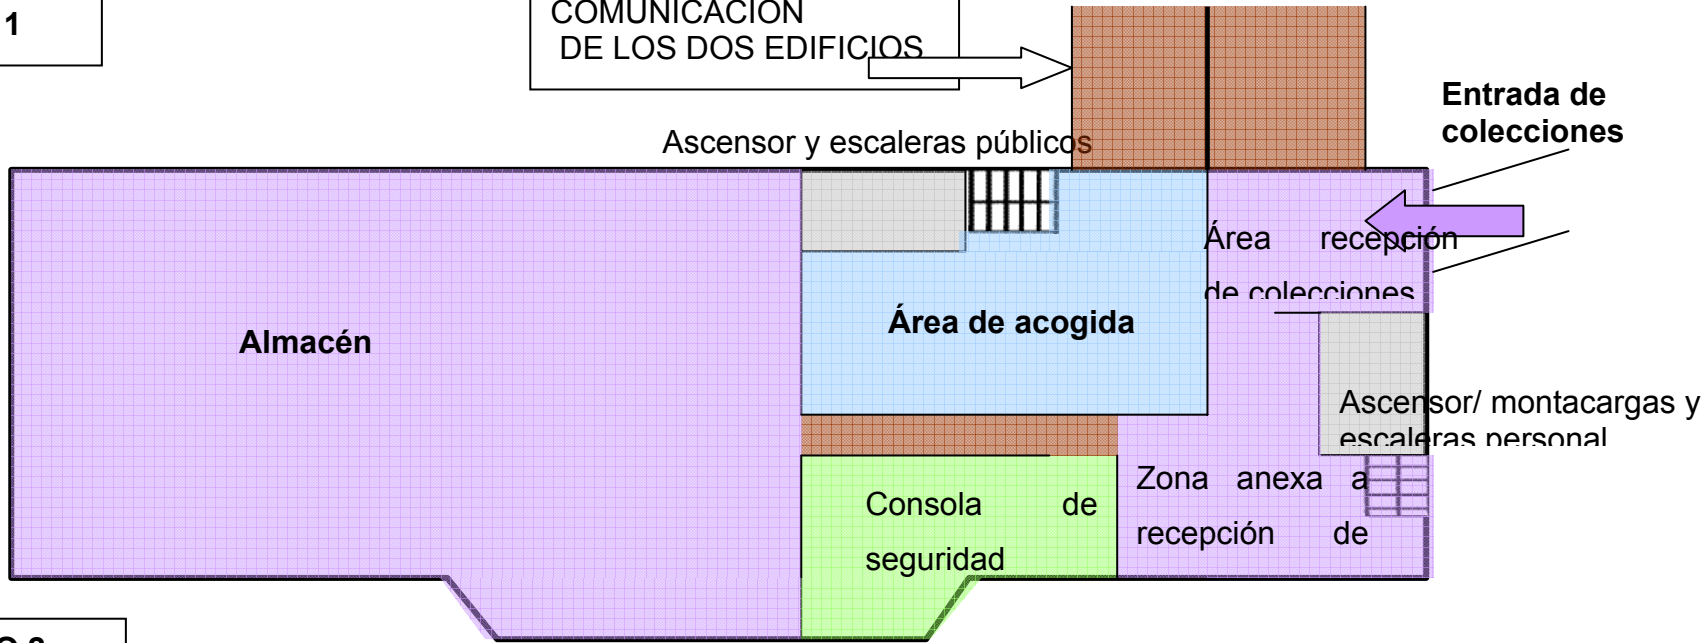 1
COMUNICACIÓN
DE LOS DOS EDIFICIOS
Entrada de
colecciones
Ascensor y escaleras públicos
Área recepción
de colecciones
Área de acogida
Almacén
Ascensor/ montacargas y
escaleras personal
Zona anexa a
recepción de
Consola de
seguridad